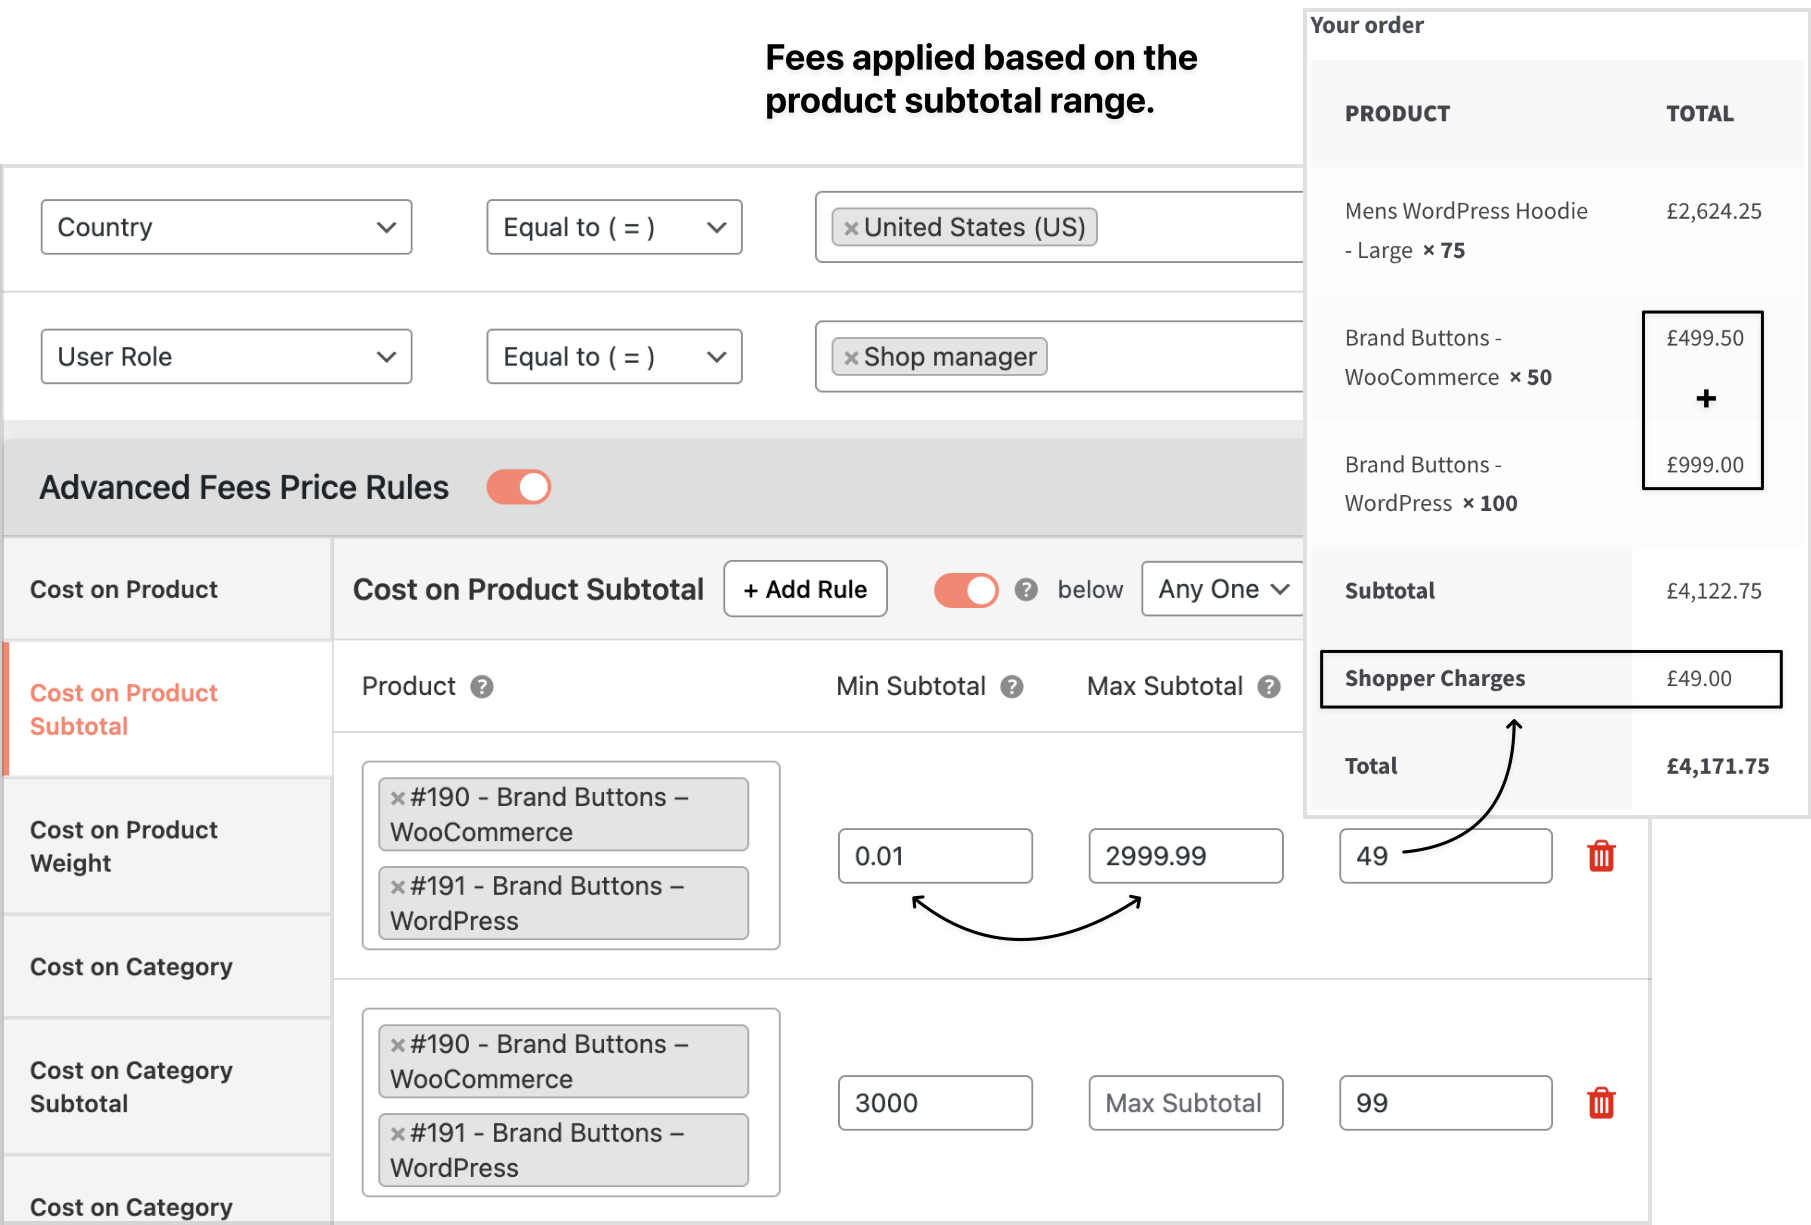 Fees applied based on the
product subtotal range.
Country
Equal to ( = )
×United States (US)
User Role
Equal to ( = )
×Shop manager
Advanced Fees Price Rules
Cost on Product
Cost on Product
Subtotal
Cost on Product
Weight
Cost on Category
Cost on Category
Subtotal
Cost on Category
Cost on Product Subtotal
+ Add Rule
? below
Any One
Product ?
Min Subtotal ?
Max Subtotal ?
×#190 - Brand Buttons –
WooCommerce
×#191 - Brand Buttons –
WordPress
0.01
2999.99
49
×#190 - Brand Buttons –
WooCommerce
×#191 - Brand Buttons –
WordPress
3000
Max Subtotal
99
Your order
PRODUCT TOTAL
Mens WordPress Hoodie £2,624.25
- Large × 75
Brand Buttons - £499.50
WooCommerce × 50
+
Brand Buttons - £999.00
WordPress × 100
Subtotal £4,122.75
Shopper Charges £49.00
Total £4,171.75